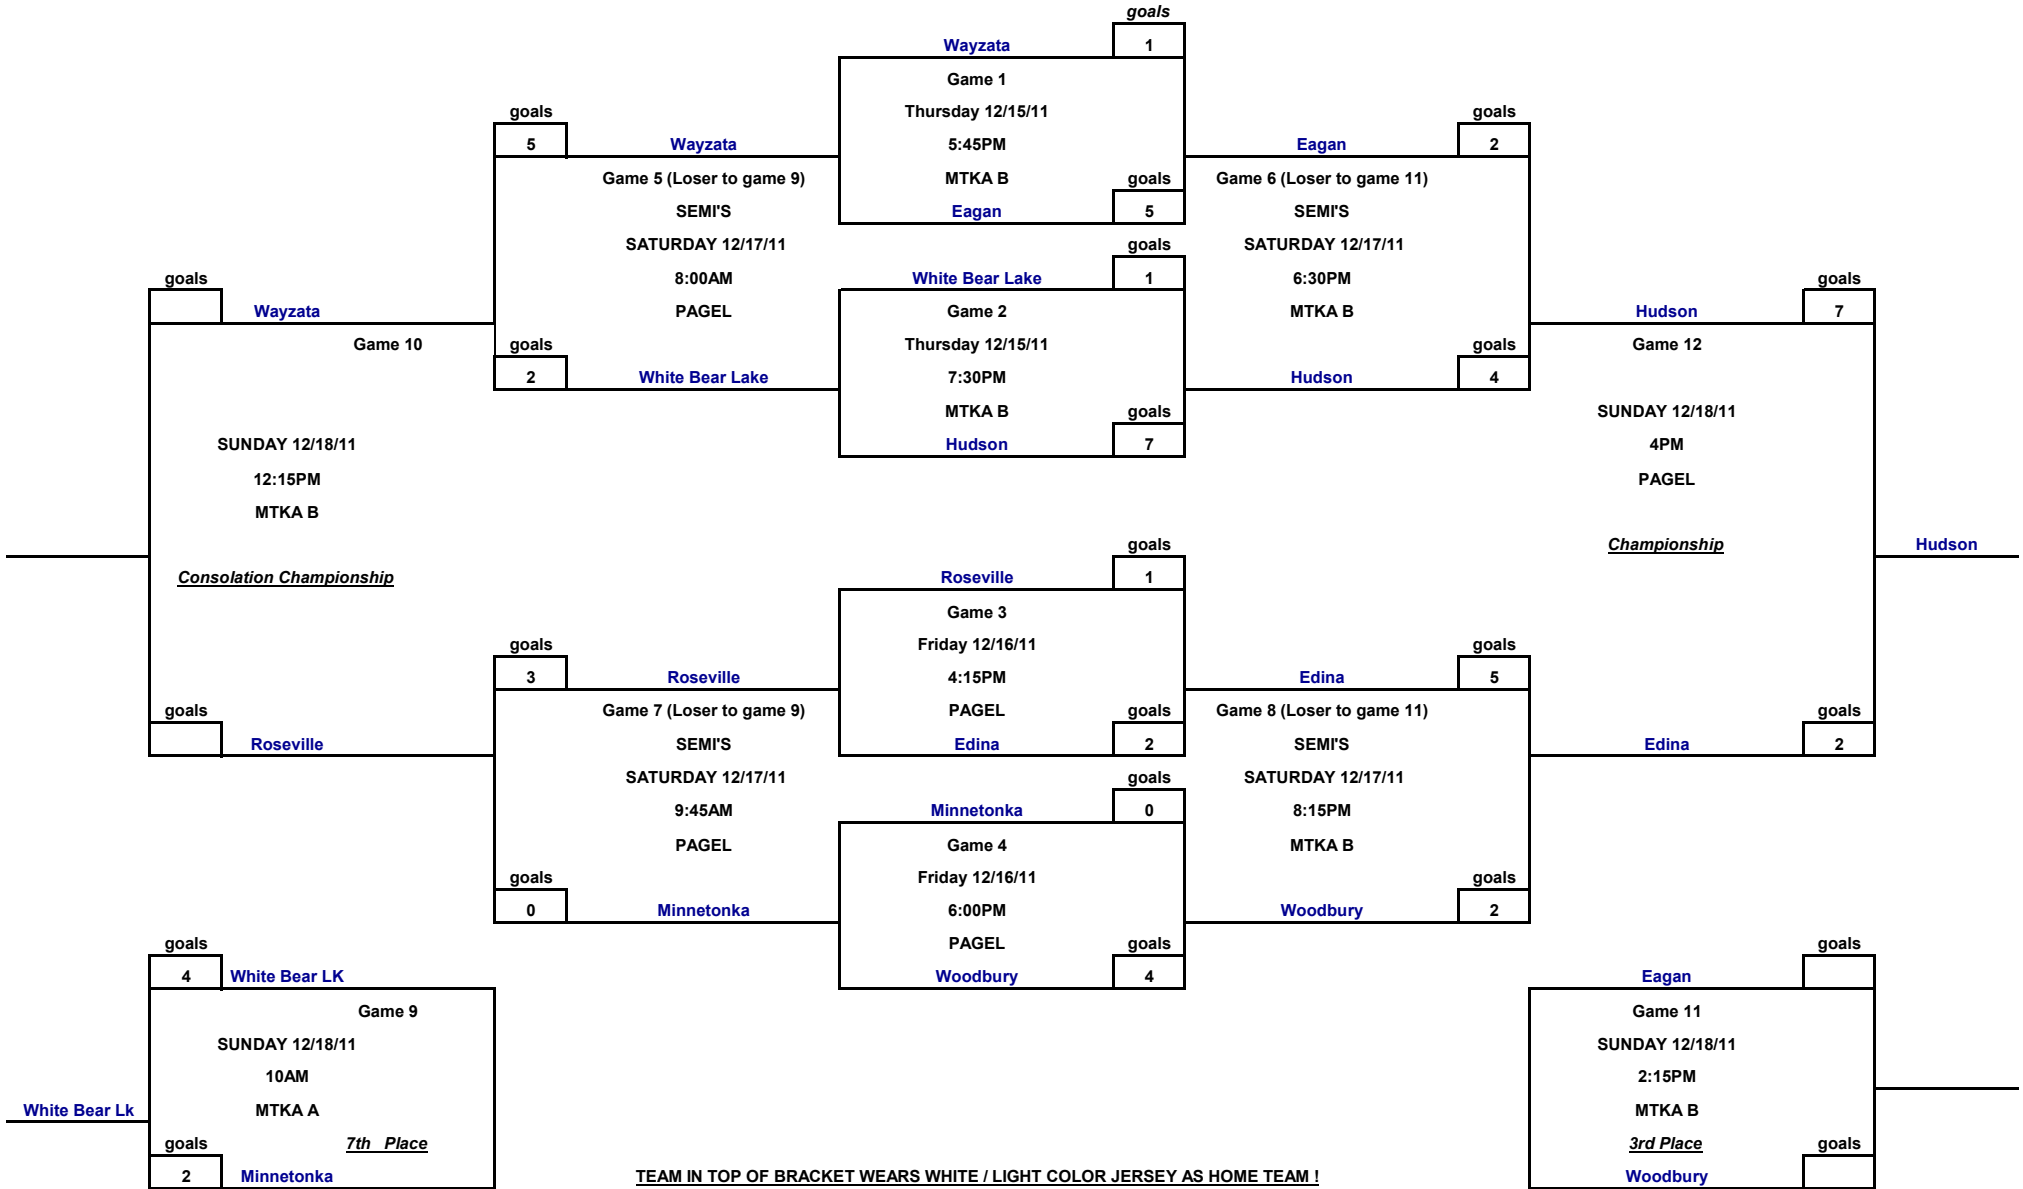 goals
Wayzata 1
Game 1
goals Thursday 12/15/11 goals
5 Wayzata 5:45PM Eagan 2
Game 5 (Loser to game 9) MTKA B goals Game 6 (Loser to game 11)
SEMI'S Eagan 5 SEMI'S
SATURDAY 12/17/11 goals SATURDAY 12/17/11
goals 8:00AM White Bear Lake 1 6:30PM goals
Wayzata PAGEL Game 2 MTKA B Hudson 7
Game 10 goals Thursday 12/15/11 goals Game 12
2 White Bear Lake 7:30PM Hudson 4
MTKA B goals SUNDAY 12/18/11
SUNDAY 12/18/11 Hudson 7 4PM
12:15PM PAGEL
MTKA B
goals Championship Hudson
Consolation Championship Roseville 1
Game 3
goals Friday 12/16/11 goals
3 Roseville 4:15PM Edina 5
goals Game 7 (Loser to game 9) PAGEL goals Game 8 (Loser to game 11) goals
Roseville SEMI'S Edina 2 SEMI'S Edina 2
SATURDAY 12/17/11 goals SATURDAY 12/17/11
9:45AM Minnetonka 0 8:15PM
PAGEL Game 4 MTKA B
goals Friday 12/16/11 goals
0 Minnetonka 6:00PM Woodbury 2
goals PAGEL goals goals
4 White Bear LK Woodbury 4 Eagan
Game 9 Game 11
SUNDAY 12/18/11 SUNDAY 12/18/11
10AM 2:15PM
White Bear Lk MTKA A MTKA B
goals 7th Place 3rd Place goals
2 Minnetonka TEAM IN TOP OF BRACKET WEARS WHITE / LIGHT COLOR JERSEY AS HOME TEAM ! Woodbury